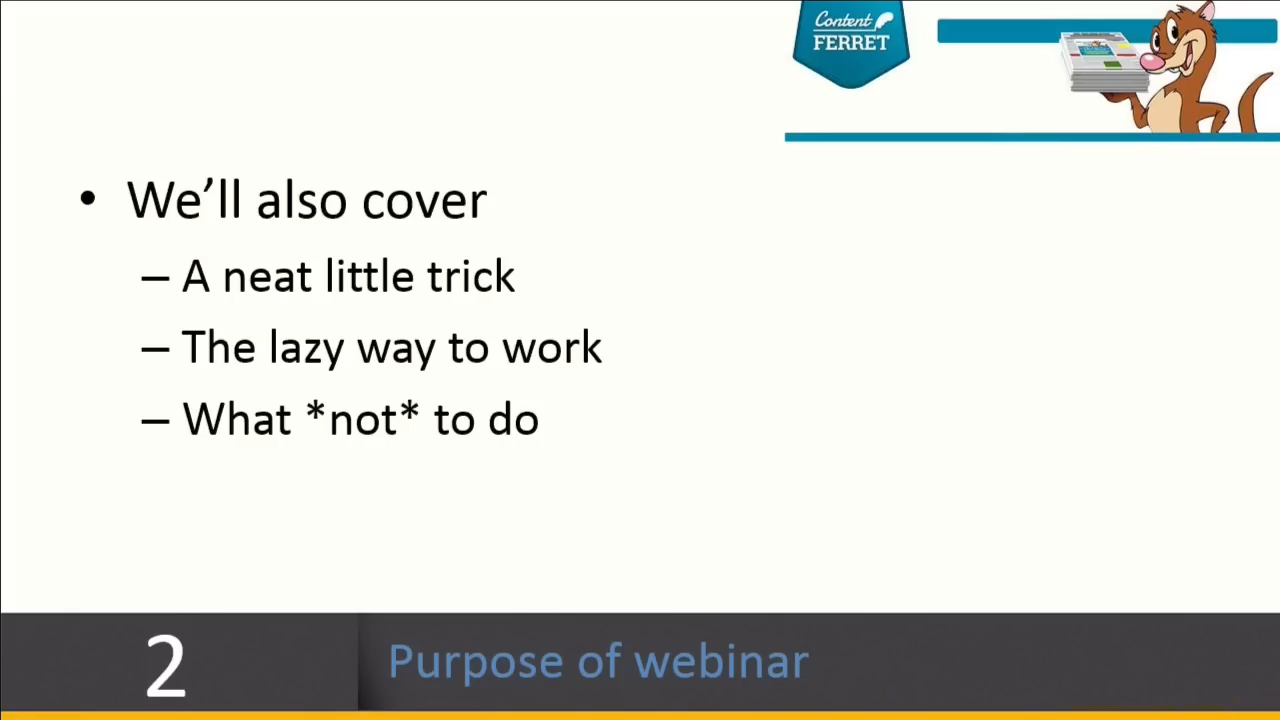 Content
FERRET
• We’ll also cover
– A neat little trick
– The lazy way to work
– What *not* to do
2
Purpose of webinar